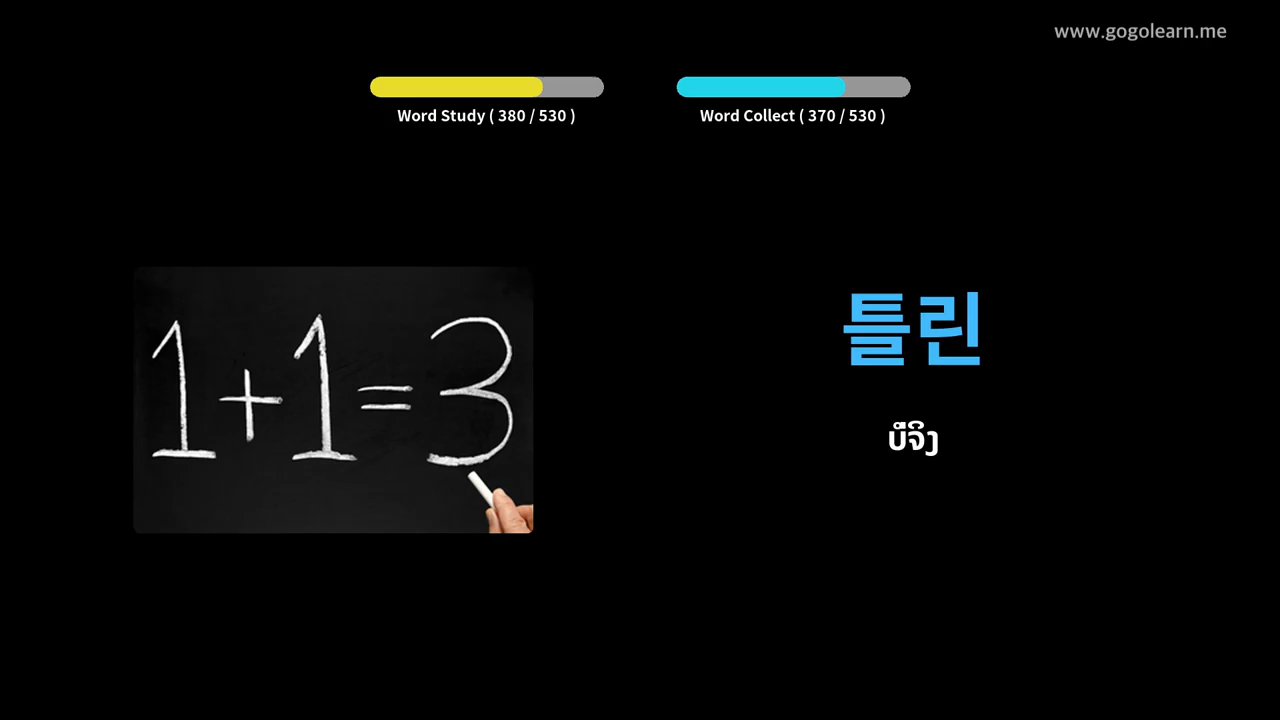 www.gogolearn.me
Word Study ( 380 / 530 )
Word Collect ( 370 / 530 )
1+1=3
틀린
ບໍ່ຈິງ